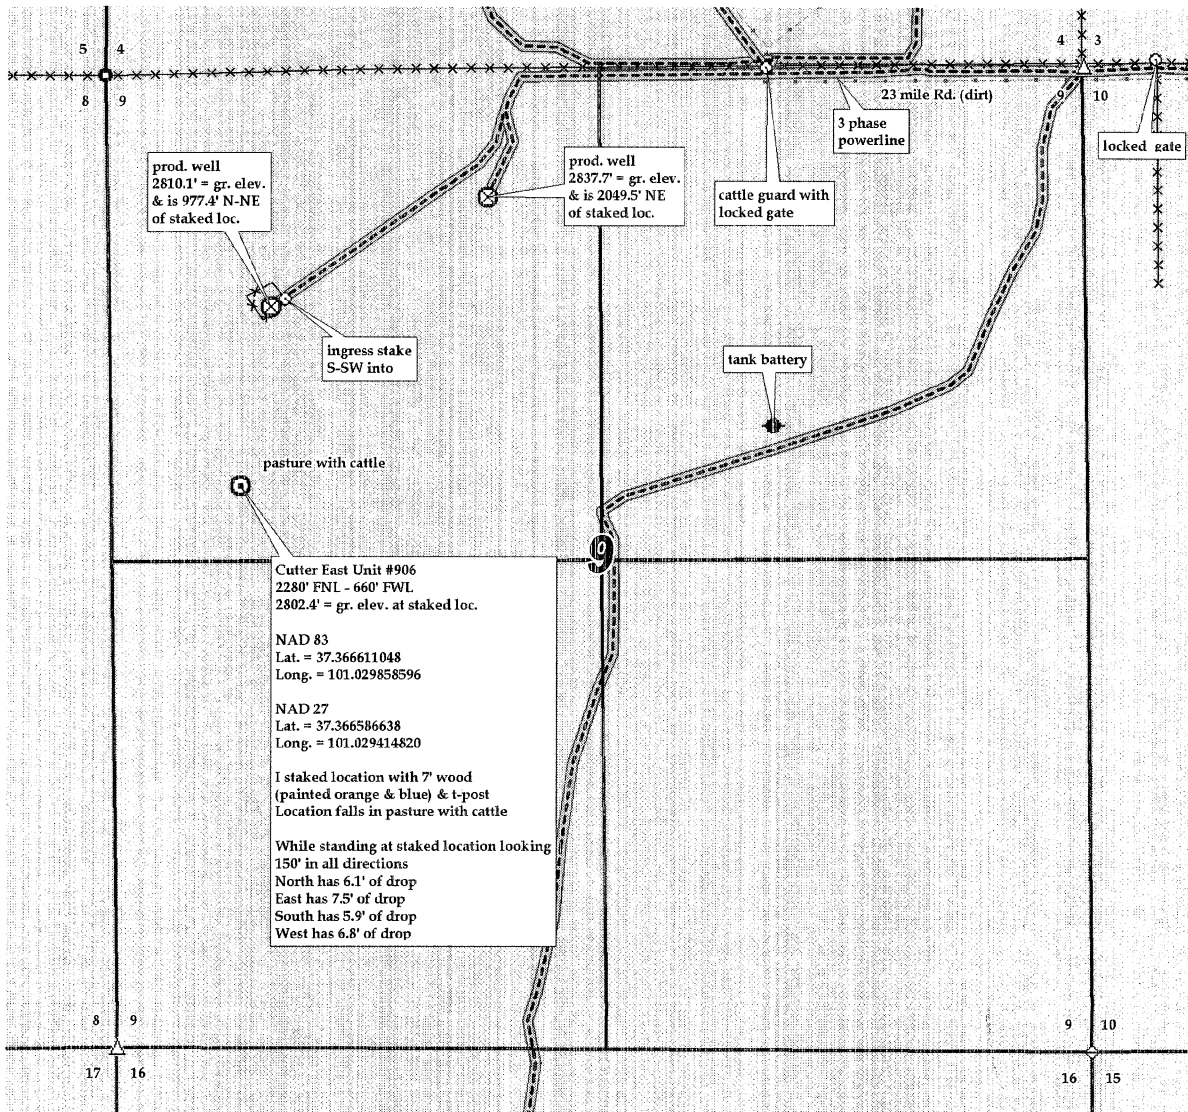 5 4
4 3
8 9
9 10
23 mile Rd. (dirt)
3 phase
powerline
locked gate
prod. well
2810.1' = gr. elev.
& is 977.4' N-NE
of staked loc.
prod. well
2837.7' = gr. elev.
& is 2049.5' NE
of staked loc.
cattle guard with
locked gate
ingress stake
S-SW into
tank battery
pasture with cattle
9
Cutter East Unit #906
2280' FNL - 660' FWL
2802.4' = gr. elev. at staked loc.
NAD 83
Lat. = 37.366611048
Long. = 101.029858596
NAD 27
Lat. = 37.366586638
Long. = 101.029414820
I staked location with 7' wood
(painted orange & blue) & t-post
Location falls in pasture with cattle
While standing at staked location looking
150' in all directions
North has 6.1' of drop
East has 7.5' of drop
South has 5.9' of drop
West has 6.8' of drop
8 9
9 10
17 16
16 15